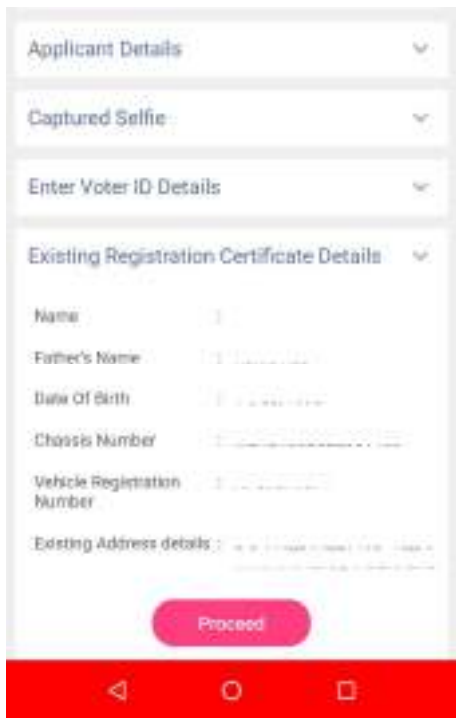 Applicant Details
Captured Selfie
Enter Voter ID Details
Existing Registration Certificate Details
Name :
Father's Name :
Date Of Birth :
Chassis Number :
Vehicle Registration :
Number
Existing Address details :
Proceed